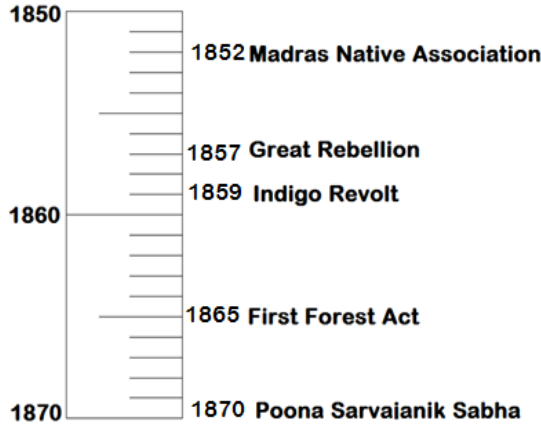 1850
1852 Madras Native Association
1857 Great Rebellion
1859 Indigo Revolt
1860
1865 First Forest Act
1870 1870 Poona Sarvajanik Sabha